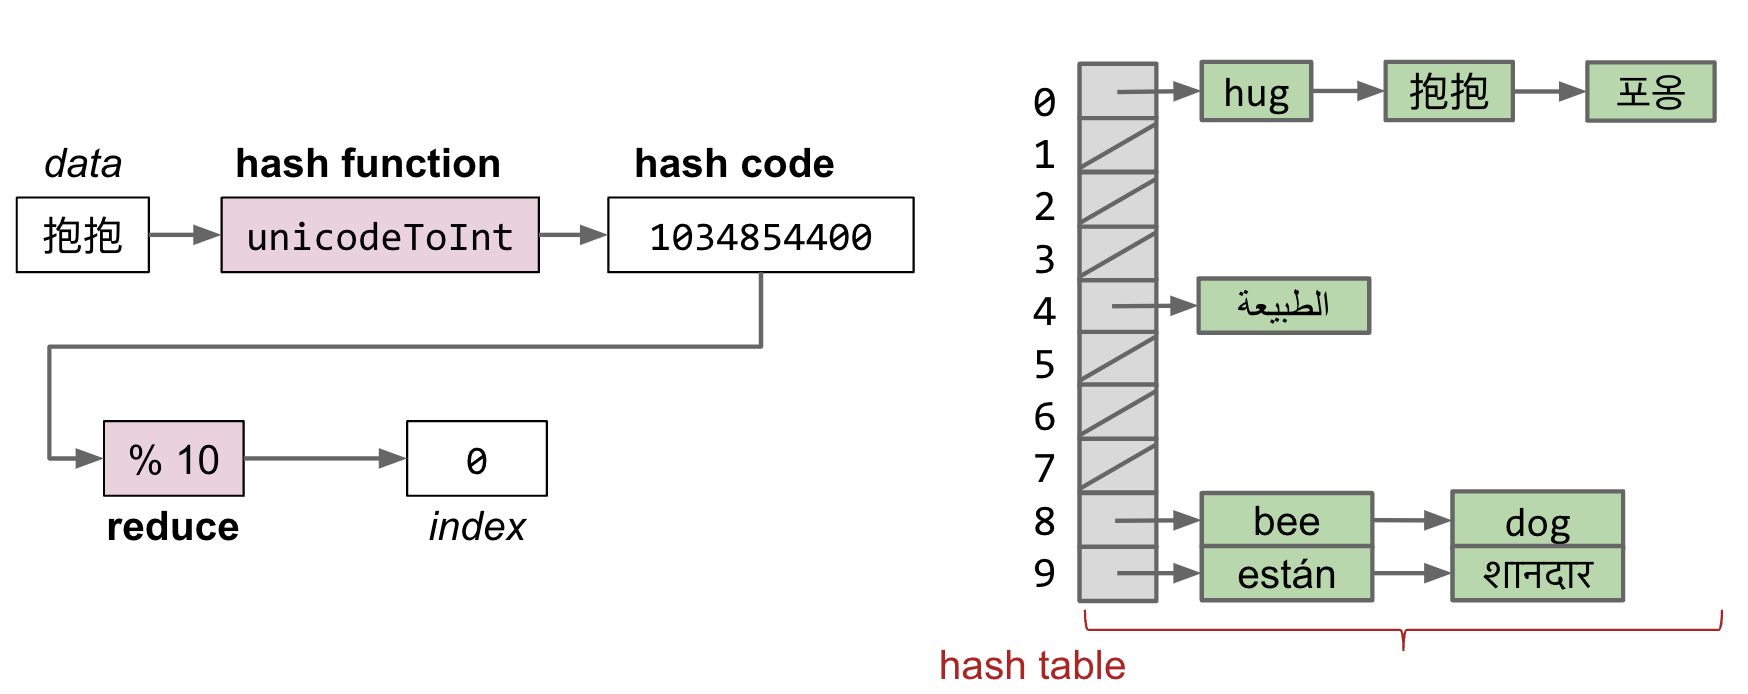 data
hash function
hash code
抱抱
unicodeToInt
1034854400
% 10
0
reduce
index
0
hug
抱抱
포옹
1
2
3
4
الطبيعة
5
6
7
8
bee
dog
9
están
शानदार
hash table